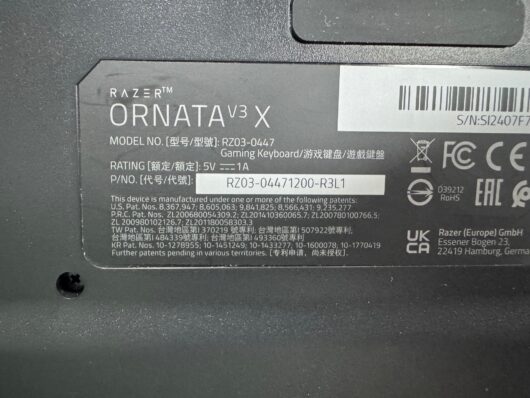 RAZER™
ORNATA V3 X
MODEL NO. [型号/型號]: RZ03-0447
Gaming Keyboard/游戏键盘/遊戲鍵盤
RATING [额定/額定]: 5V ⎓ 1A
P/NO. [代号/代號]: RZ03-04471200-R3L1
This device is manufactured under one or more of the following patents:
U.S. Pat. Nos. 8,367,947; 8,605,063; 9,841,825; 8,566,431; 9,235,277
P.R.C. Pat. Nos. ZL200680054309.2; ZL201410360065.7; ZL200780100766.5;
ZL 200980102126.7; ZL201180058303.3
TW Pat. Nos. 台灣地區第I 370219 號專利; 台灣地區第I 507922號專利;
台灣地區第I484339號專利; 台灣地區第I 493360號專利
KR Pat. Nos. 10-1278955; 10-1451249; 10-1433277; 10-1600078; 10-1770419
Further patents pending in various territories. [专利申请，尚未授权].
S/N:SI2407F7
FC CE
D39212
RoHS
EAC
UK
CA
Razer (Europe) GmbH
Essener Bogen 23,
22419 Hamburg, Germa